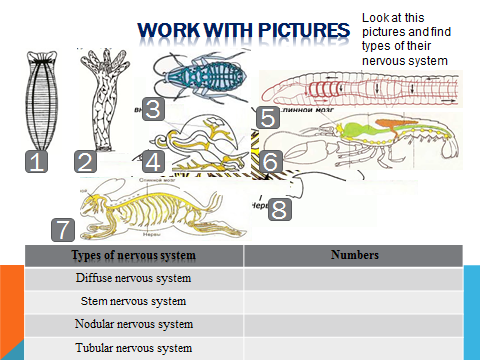 WORK WITH PICTURES
Look at this
pictures and find
types of their
nervous system
1
2
3
4
5
6
7
8
Спинной мозг
Нервы
Types of nervous system
Numbers
Diffuse nervous system
Stem nervous system
Nodular nervous system
Tubular nervous system